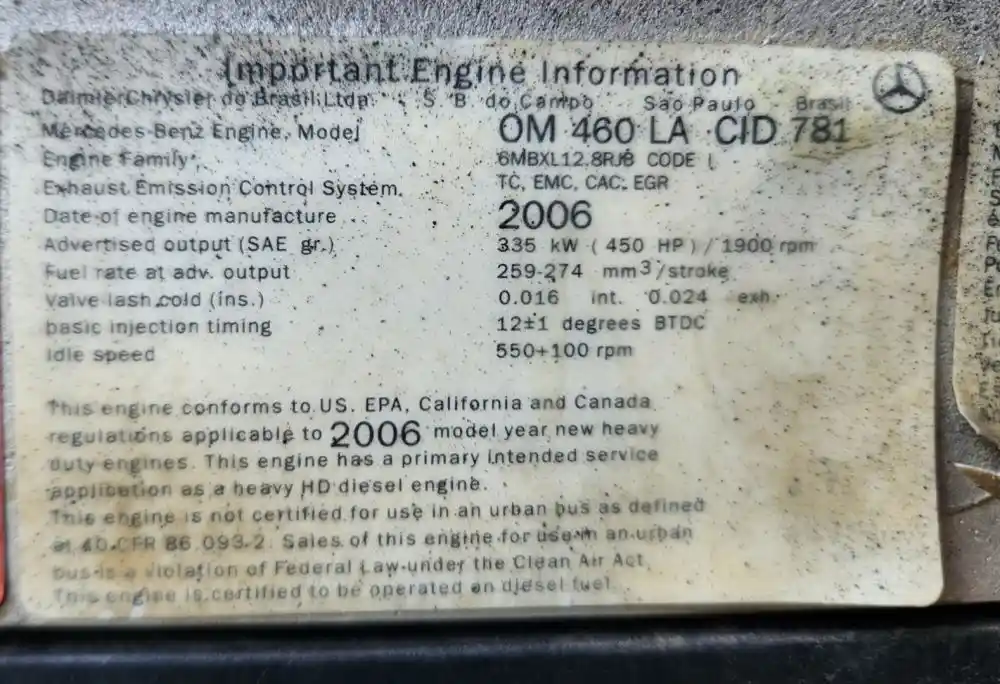 Important Engine Information
DaimlerChrysler do Brasil Ltda. S. B. do Campo Sao Paulo Brasil
Mercedes-Benz Engine, Model OM 460 LA CID 781
Engine Family 6MBXL12.8RJ8 CODE
Exhaust Emission Control System. TC, EMC, CAC, EGR
Date of engine manufacture 2006
Advertised output (SAE gr.) 335 kW ( 450 HP ) / 1900 rpm
Fuel rate at adv. output 259-274 mm³/stroke
Valve lash cold (ins.) 0.016 int. 0.024 exh.
basic injection timing 12±1 degrees BTDC
Idle speed 550+100 rpm
This engine conforms to US. EPA, California and Canada
regulations applicable to 2006 model year new heavy
duty engines. This engine has a primary intended service
application as a heavy HD diesel engine.
This engine is not certified for use in an urban bus as defined
at 40 CFR 86.093-2. Sales of this engine for use in an urban
bus is a violation of Federal Law under the Clean Air Act.
This engine is certified to be operated on diesel fuel.